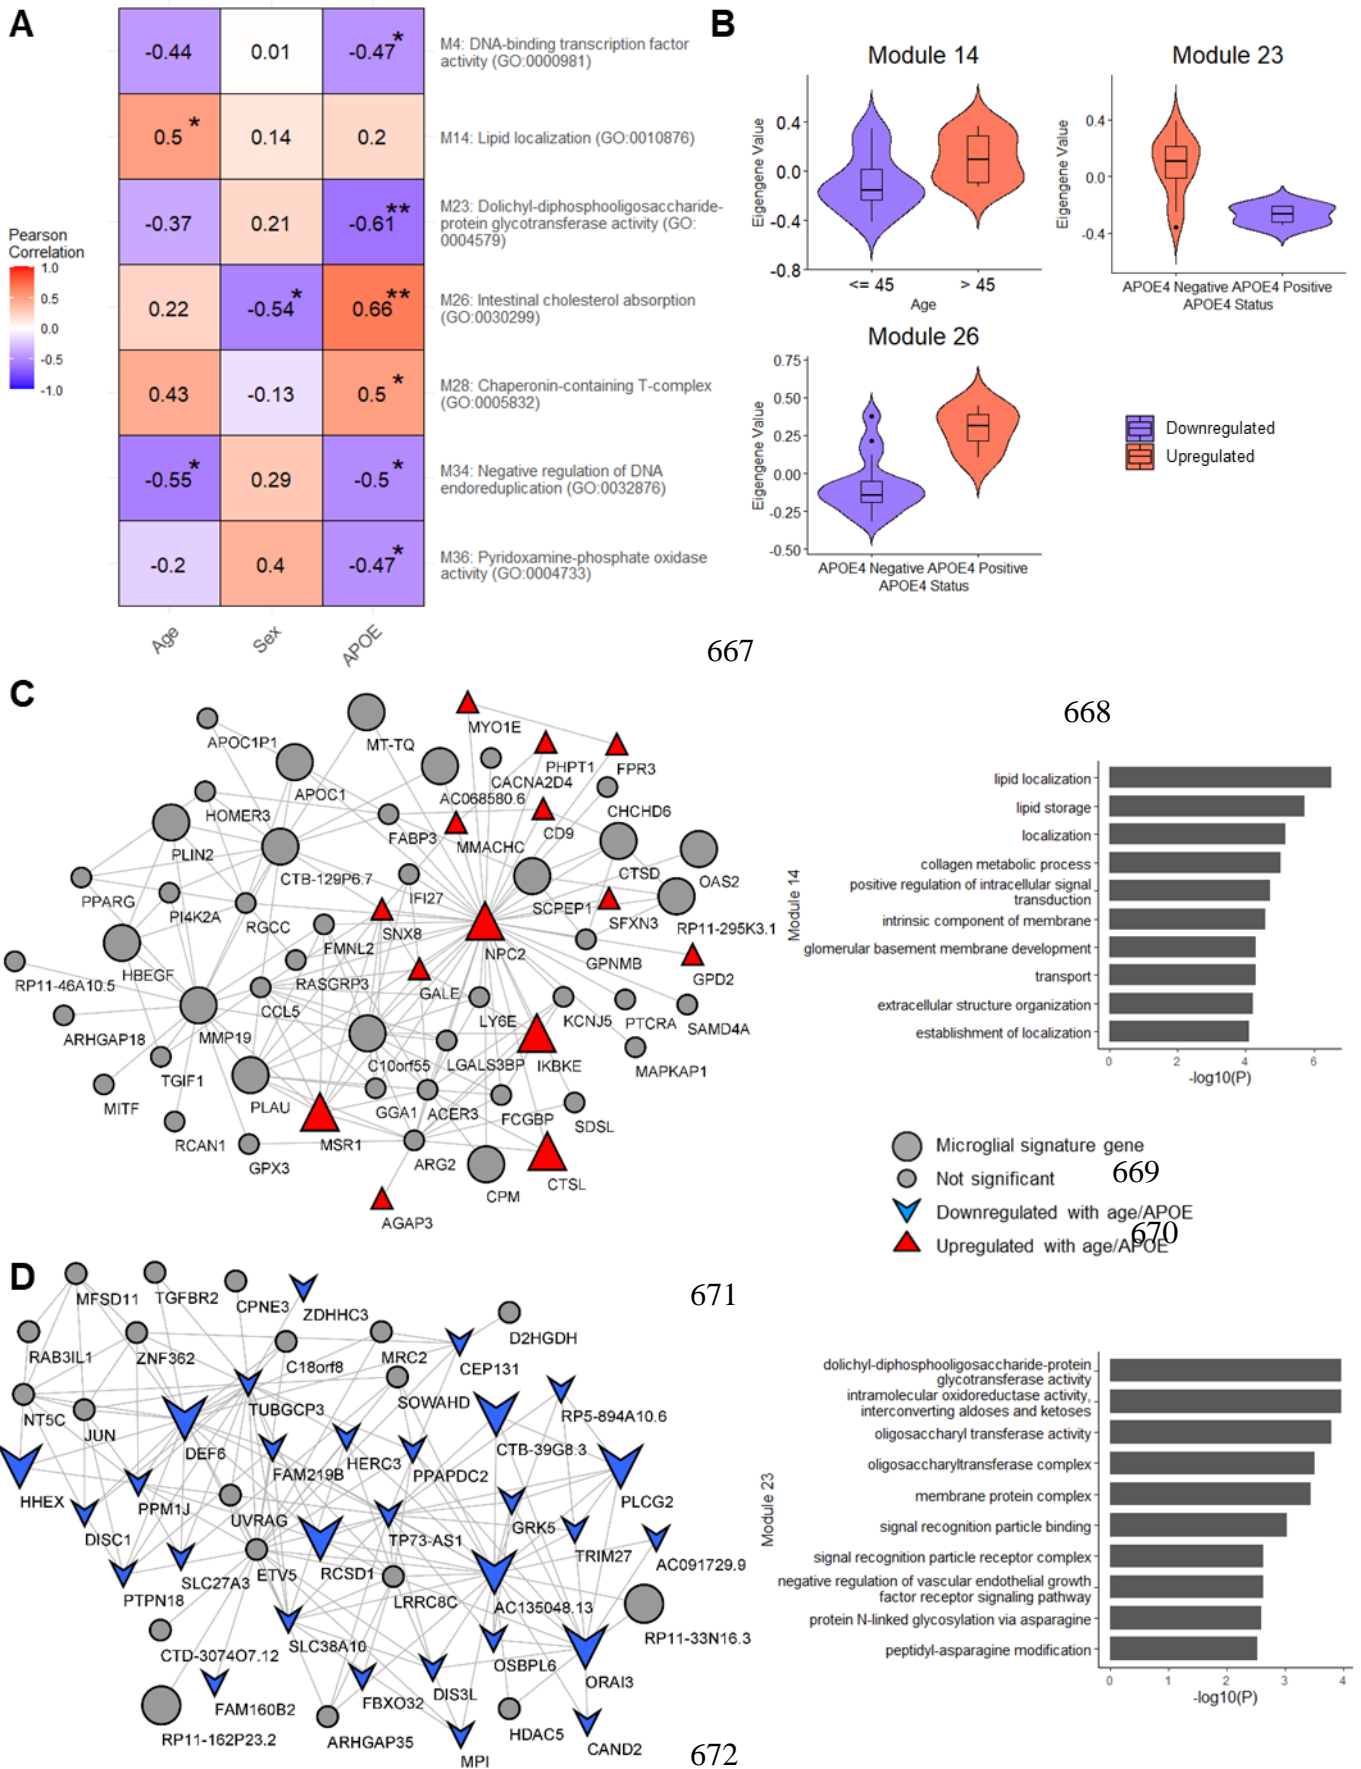 A
-0.44
0.01
-0.47*
M4: DNA-binding transcription factor
activity (GO:0000981)
0.5 *
0.14
0.2
M14: Lipid localization (GO:0010876)
-0.37
0.21
-0.61**
M23: Dolichyl-diphosphooligosaccharide-
protein glycotransferase activity (GO:
0004579)
0.22
-0.54*
0.66**
M26: Intestinal cholesterol absorption
(GO:0030299)
0.43
-0.13
0.5 *
M28: Chaperonin-containing T-complex
(GO:0005832)
-0.55*
0.29
-0.5 *
M34: Negative regulation of DNA
endoreduplication (GO:0032876)
-0.2
0.4
-0.47*
M36: Pyridoxamine-phosphate oxidase
activity (GO:0004733)
Age
Sex
APOE
Pearson
Correlation
1.0
0.5
0.0
-0.5
-1.0
B
Module 14
Eigengene Value
0.4
0.0
-0.4
-0.8
<= 45
> 45
Age
Module 23
Eigengene Value
0.4
0.0
-0.4
APOE4 Negative APOE4 Positive
APOE4 Status
Module 26
Eigengene Value
0.75
0.50
0.25
0.00
-0.25
-0.50
APOE4 Negative APOE4 Positive
APOE4 Status
Downregulated
Upregulated
667
C
668
MYO1E
APOC1P1
MT-TQ
PHPT1
FPR3
CACNA2D4
APOC1
AC068580.6
CHCHD6
HOMER3
FABP3
CD9
MMACHC
PLIN2
CTSD
OAS2
CTB-129P6.7
IFI27
PPARG
PI4K2A
SCPEP1
SFXN3
RP11-295K3.1
RGCC
SNX8
FMNL2
NPC2
GPNMB
GPD2
HBEGF
RP11-46A10.5
RASGRP3
GALE
CCL5
LY6E
KCNJ5
PTCRA
SAMD4A
ARHGAP18
MMP19
C10orf55
LGALS3BP
IKBKE
MAPKAP1
TGIF1
MITF
PLAU
GGA1
ACER3
FCGBP
SDSL
RCAN1
GPX3
MSR1
ARG2
CPM
CTSL
AGAP3
Module 14
lipid localization
lipid storage
localization
collagen metabolic process
positive regulation of intracellular signal
transduction
intrinsic component of membrane
glomerular basement membrane development
transport
extracellular structure organization
establishment of localization
0
2
4
6
-log10(P)
Microglial signature gene
Not significant
669
Downregulated with age/APOE
Upregulated with age/APOE
670
D
671
MFSD11
TGFBR2
CPNE3
ZDHHC3
D2HGDH
RAB3IL1
ZNF362
C18orf8
MRC2
CEP131
SOWAHD
NT5C
JUN
TUBGCP3
RP5-894A10.6
DEF6
CTB-39G8.3
FAM219B
HERC3
PPAPDC2
HHEX
PPM1J
PLCG2
UVRAG
DISC1
TP73-AS1
GRK5
TRIM27
AC091729.9
ETV5
RCSD1
SLC27A3
PTPN18
LRRC8C
AC135048.13
RP11-33N16.3
SLC38A10
CTD-3074O7.12
OSBPL6
ORAI3
FAM160B2
FBXO32
DIS3L
RP11-162P23.2
ARHGAP35
HDAC5
CAND2
MPI
672
Module 23
dolichyl-diphosphooligosaccharide-protein
glycotransferase activity
intramolecular oxidoreductase activity,
interconverting aldoses and ketoses
oligosaccharyl transferase activity
oligosaccharyltransferase complex
membrane protein complex
signal recognition particle binding
signal recognition particle receptor complex
negative regulation of vascular endothelial growth
factor receptor signaling pathway
protein N-linked glycosylation via asparagine
peptidyl-asparagine modification
0
1
2
3
4
-log10(P)